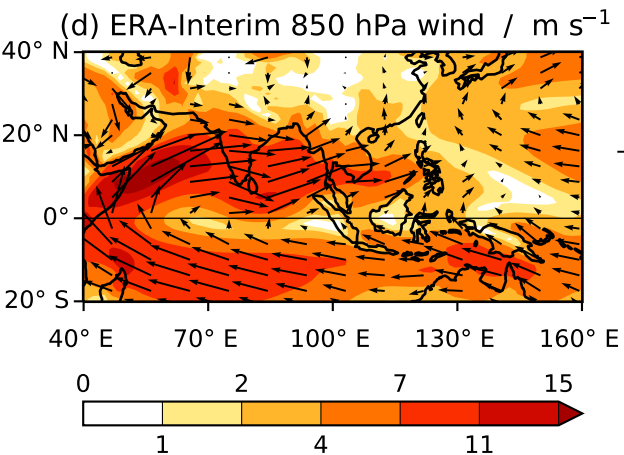 (d) ERA-Interim 850 hPa wind / m s⁻¹
40° N
20° N
0°
20° S
40° E 70° E 100° E 130° E 160° E
0 2 7 15
1 4 11